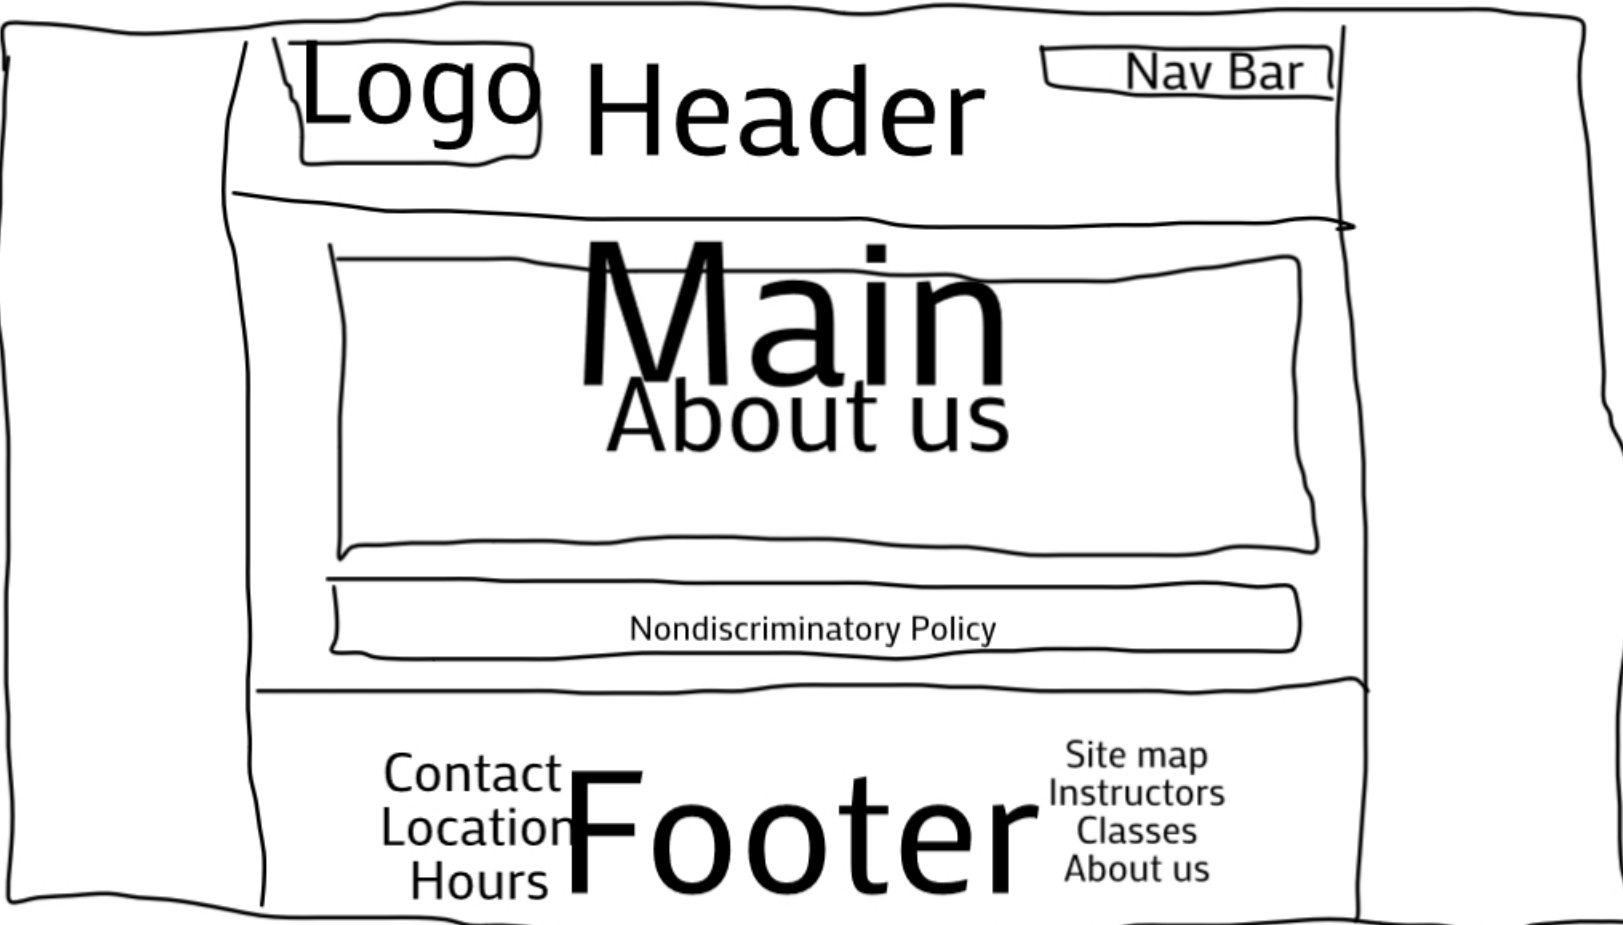 Logo
Header
Nav Bar
Main
About us
Nondiscriminatory Policy
Contact
Location
Hours
Footer
Site map
Instructors
Classes
About us